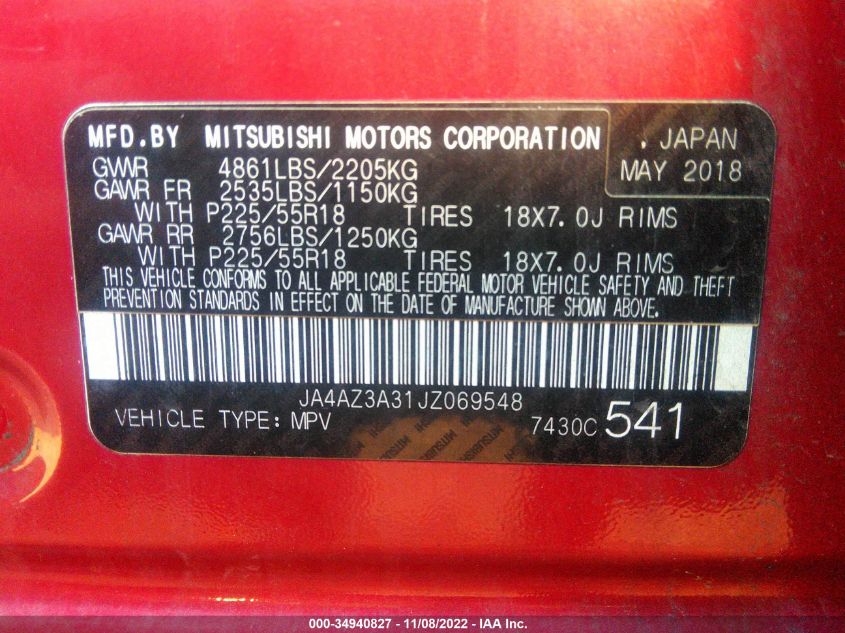 MFD.BY MITSUBISHI MOTORS CORPORATION , JAPAN
GVWR 4861LBS/2205KG MAY 2018
GAWR FR 2535LBS/1150KG
WITH P225/55R18 TIRES 18X7.0J RIMS
GAWR RR 2756LBS/1250KG
WITH P225/55R18 TIRES 18X7.0J RIMS
THIS VEHICLE CONFORMS TO ALL APPLICABLE FEDERAL MOTOR VEHICLE SAFETY AND THEFT
PREVENTION STANDARDS IN EFFECT ON THE DATE OF MANUFACTURE SHOWN ABOVE.
JA4AZ3A31JZ069548
VEHICLE TYPE: MPV 7430C 541
MITSUBISHI
000-34940827 - 11/08/2022 - IAA Inc.